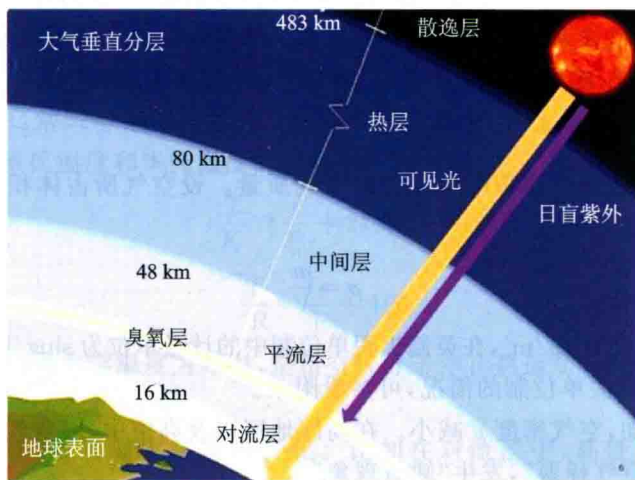 483 km
散逸层
大气垂直分层
热层
80 km
可见光
日盲紫外
48 km
中间层
臭氧层
平流层
16 km
对流层
地球表面